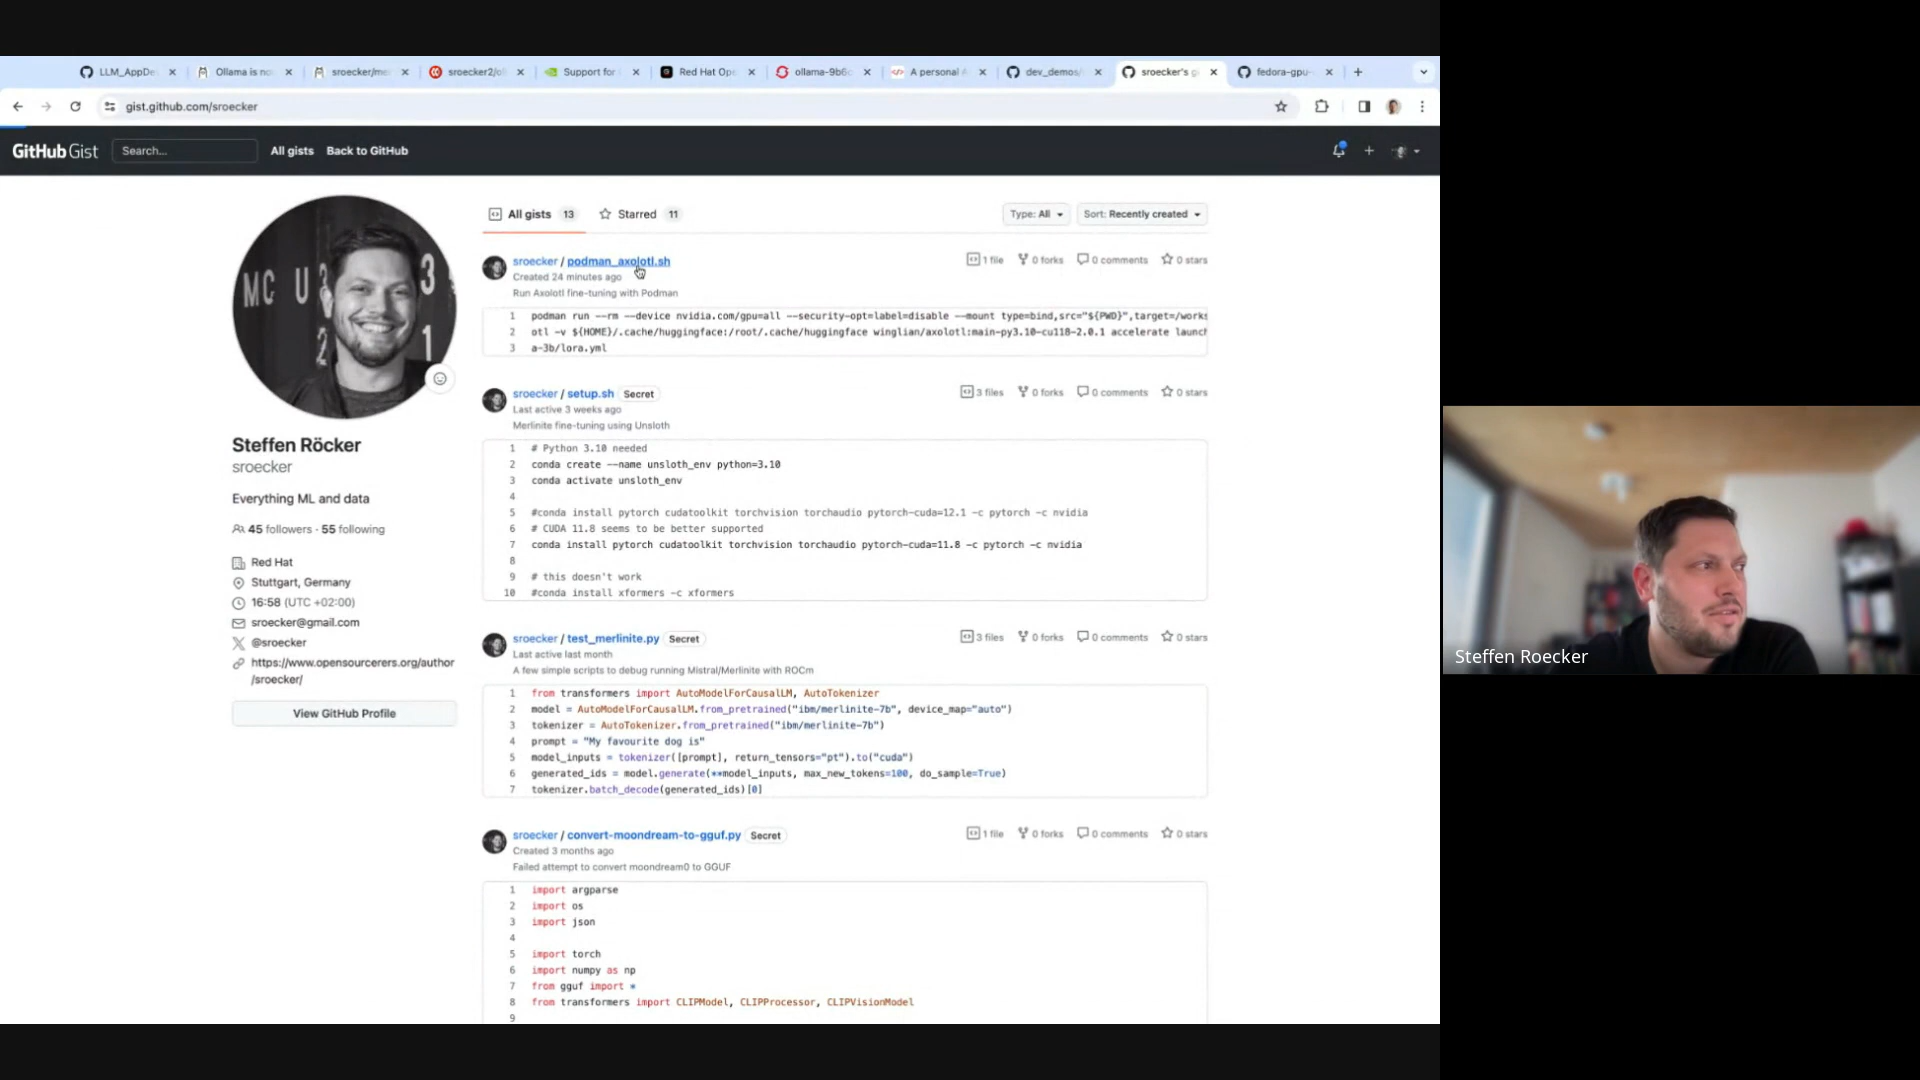 LLM_AppDe
Ollama is no
sroecker/me
sroecker2/ol
Support for
Red Hat Ope
ollama-9b6c
A personal A
dev_demos/
sroecker's g
fedora-gpu-
gist.github.com/sroecker
GitHub Gist
Search...
All gists
Back to GitHub
All gists 13
Starred 11
Type: All
Sort: Recently created
sroecker / podman_axolotl.sh
1 file
0 forks
0 comments
0 stars
Created 24 minutes ago
Run Axolotl fine-tuning with Podman
1 podman run --rm --device nvidia.com/gpu=all --security-opt=label=disable --mount type=bind,src="${PWD}",target=/works
2 otl -v ${HOME}/.cache/huggingface:/root/.cache/huggingface winglian/axolotl:main-py3.10-cu118-2.0.1 accelerate launch
3 a-3b/lora.yml
sroecker / setup.sh Secret
3 files
0 forks
0 comments
0 stars
Last active 3 weeks ago
Merlinite fine-tuning using Unsloth
1 # Python 3.10 needed
2 conda create --name unsloth_env python=3.10
3 conda activate unsloth_env
4
5 #conda install pytorch cudatoolkit torchvision torchaudio pytorch-cuda=12.1 -c pytorch -c nvidia
6 # CUDA 11.8 seems to be better supported
7 conda install pytorch cudatoolkit torchvision torchaudio pytorch-cuda=11.8 -c pytorch -c nvidia
8
9 # this doesn't work
10 #conda install xformers -c xformers
sroecker / test_merlinite.py Secret
3 files
0 forks
0 comments
0 stars
Last active last month
A few simple scripts to debug running Mistral/Merlinite with ROCm
1 from transformers import AutoModelForCausalLM, AutoTokenizer
2 model = AutoModelForCausalLM.from_pretrained("ibm/merlinite-7b", device_map="auto")
3 tokenizer = AutoTokenizer.from_pretrained("ibm/merlinite-7b")
4 prompt = "My favourite dog is"
5 model_inputs = tokenizer([prompt], return_tensors="pt").to("cuda")
6 generated_ids = model.generate(**model_inputs, max_new_tokens=100, do_sample=True)
7 tokenizer.batch_decode(generated_ids)[0]
sroecker / convert-moondream-to-gguf.py Secret
1 file
0 forks
0 comments
0 stars
Created 3 months ago
Failed attempt to convert moondream0 to GGUF
1 import argparse
2 import os
3 import json
4
5 import torch
6 import numpy as np
7 from gguf import *
8 from transformers import CLIPModel, CLIPProcessor, CLIPVisionModel
9
MC U 3
3
2 1
Steffen Röcker
sroecker
Everything ML and data
45 followers · 55 following
Red Hat
Stuttgart, Germany
16:58 (UTC +02:00)
sroecker@gmail.com
@sroecker
https://www.opensourcerers.org/author
/sroecker/
View GitHub Profile
Steffen Roecker